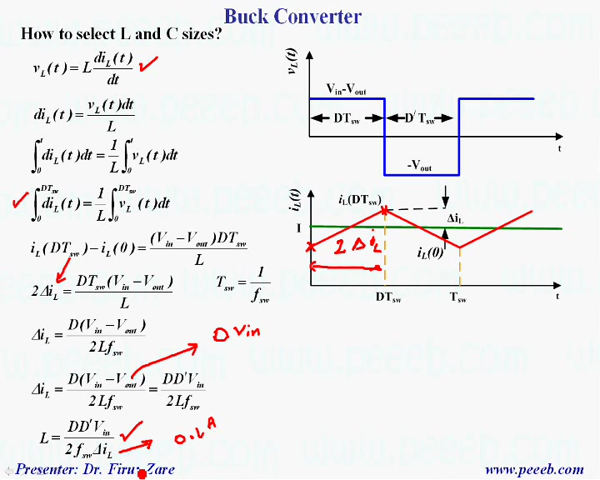 Buck Converter
How to select L and C sizes?
v_L(t) = L di_L(t)/dt
di_L(t) = v_L(t)dt/L
∫_0^t di_L(t)dt = 1/L ∫_0^t v_L(t)dt
∫_0^{DT_sw} di_L(t) = 1/L ∫_0^{DT_sw} v_L(t)dt
i_L(DT_sw) – i_L(0) = (V_in – V_out)DT_sw/L
2Δi_L = DT_sw(V_in – V_out)/L
T_sw = 1/f_sw
Δi_L = D(V_in – V_out)/2Lf_sw
D Vin
Δi_L = D(V_in – V_out)/2Lf_sw = DD'V_in/2Lf_sw
L = DD'V_in/2f_swΔi_L
v_L(t)
V_in-V_out
DT_sw
D'T_sw
-V_out
t
i_L(t)
i_L(DT_sw)
Δi_L
I
2 Δ i_L
i_L(0)
t
DT_sw
T_sw
Presenter: Dr. Firuz Zare
www.peeeb.com